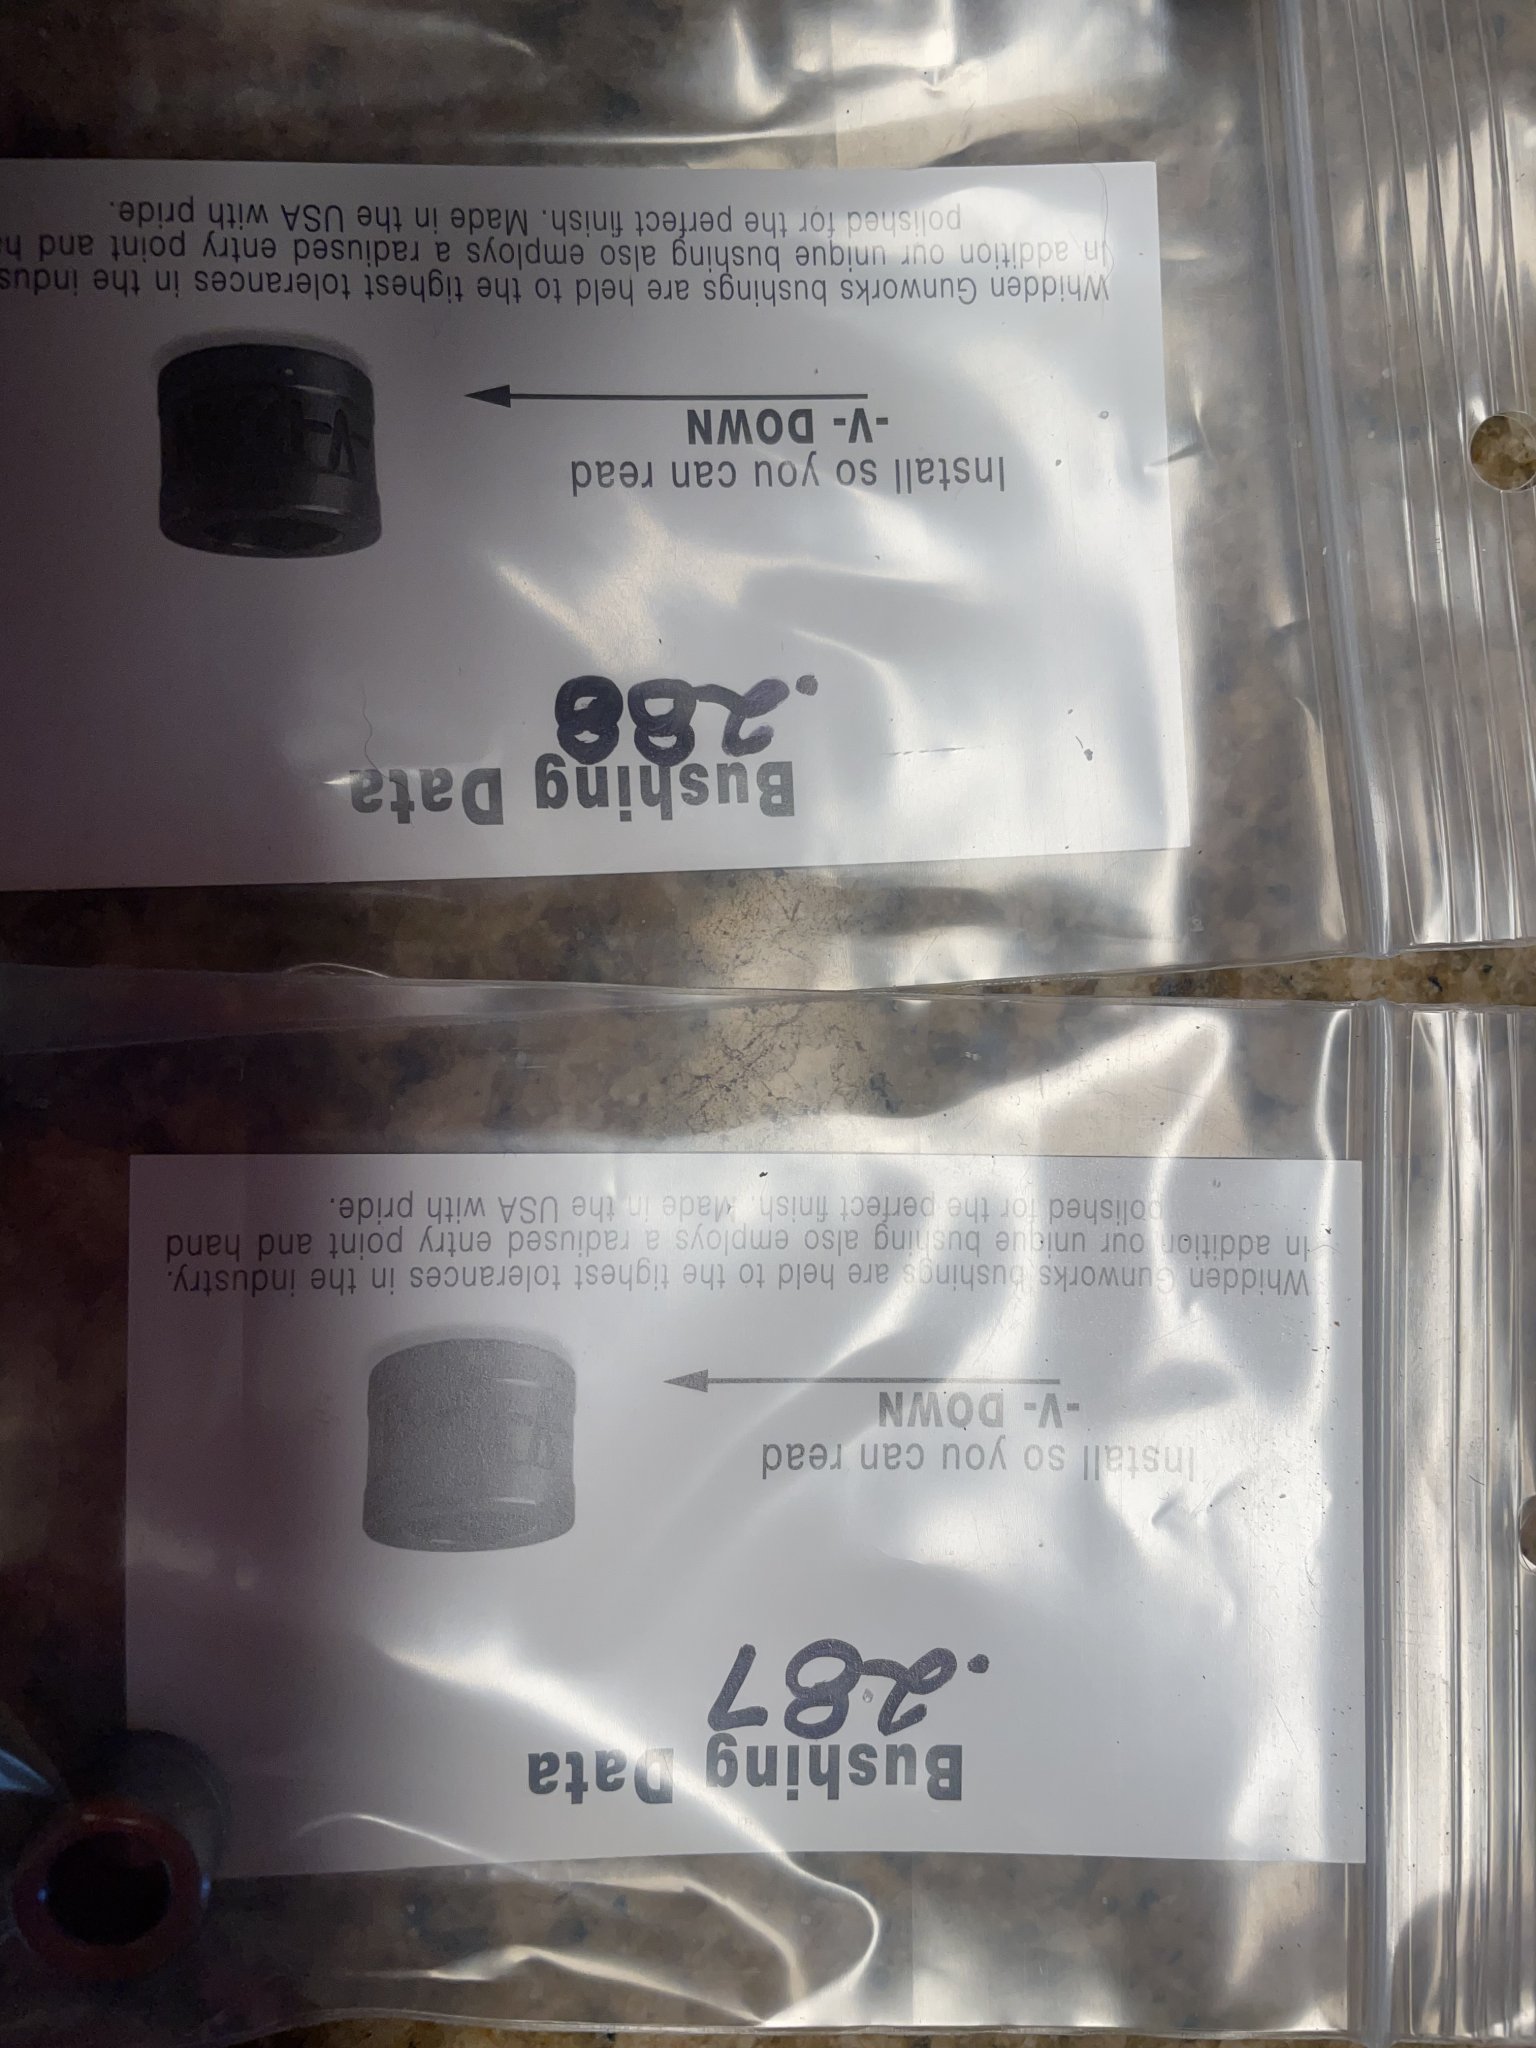 Bushing Data
.287
Install so you can read
-V- DOWN
Whidden Gunworks bushings are held to the tightest tolerances in the industry.
In addition our unique bushing also employs a radiused entry point and hand
polished for the perfect finish. Made in the USA with pride.
Bushing Data
.288
Install so you can read
-V- DOWN
-V-
Whidden Gunworks bushings are held to the tightest tolerances in the indus
In addition our unique bushing also employs a radiused entry point and ha
polished for the perfect finish. Made in the USA with pride.